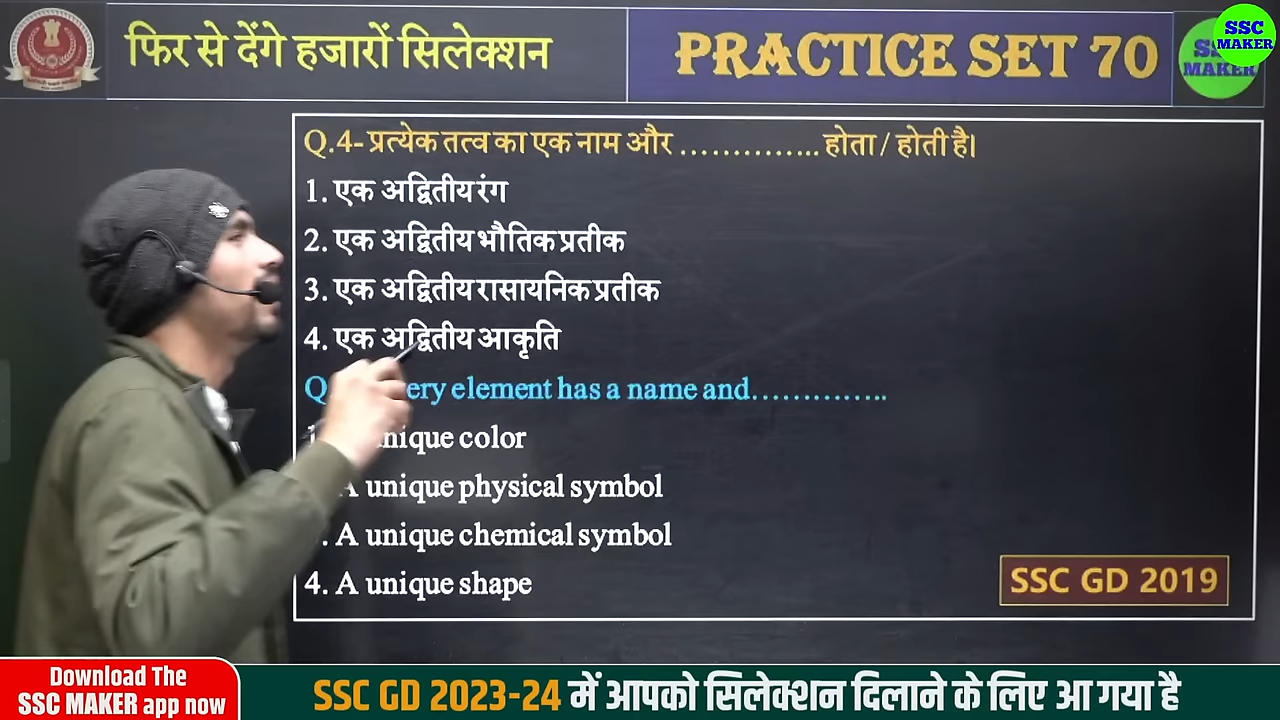 फिर से देंगे हजारों सिलेक्शन
PRACTICE SET 70
SSC
MAKER
MAKER
Q.4- प्रत्येक तत्व का एक नाम और .............. होता / होती है।
1. एक अद्वितीय रंग
2. एक अद्वितीय भौतिक प्रतीक
3. एक अद्वितीय रासायनिक प्रतीक
4. एक अद्वितीय आकृति
Q ery element has a name and..............
nique color
A unique physical symbol
. A unique chemical symbol
4. A unique shape
SSC GD 2019
Download The
SSC MAKER app now
SSC GD 2023-24 में आपको सिलेक्शन दिलाने के लिए आ गया है